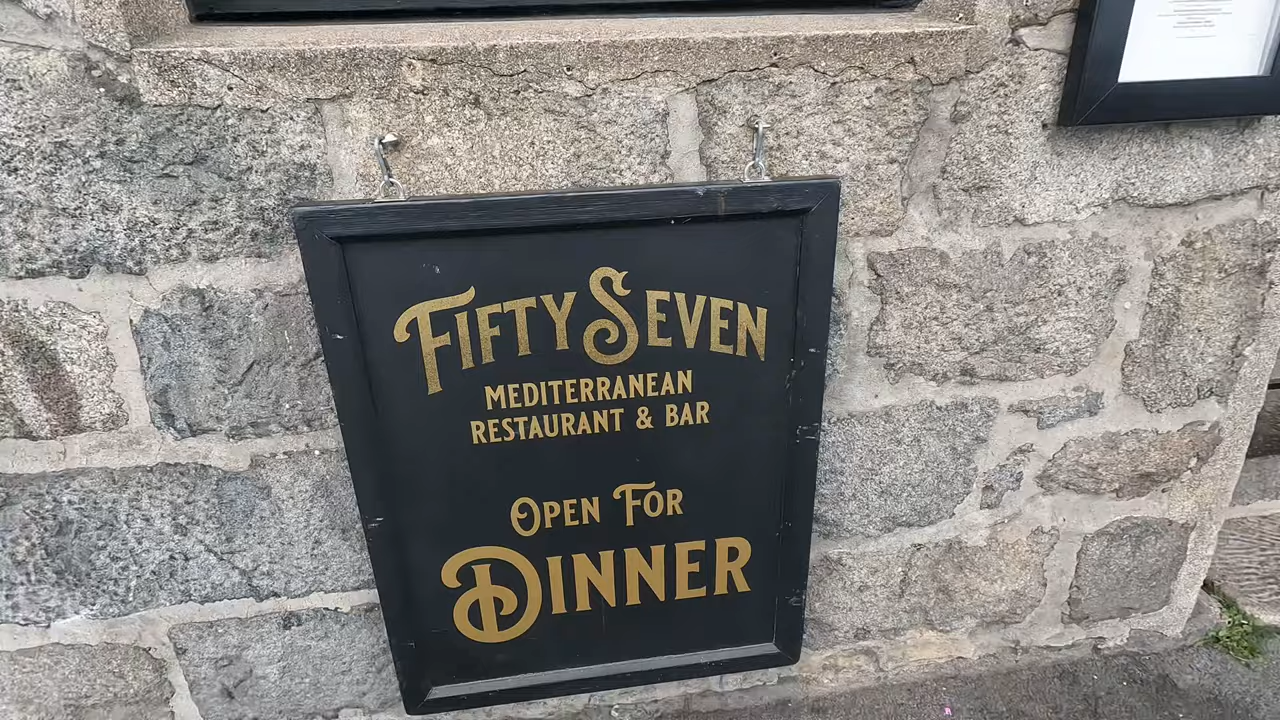 FIFTY SEVEN
MEDITERRANEAN
RESTAURANT & BAR
OPEN FOR
DINNER